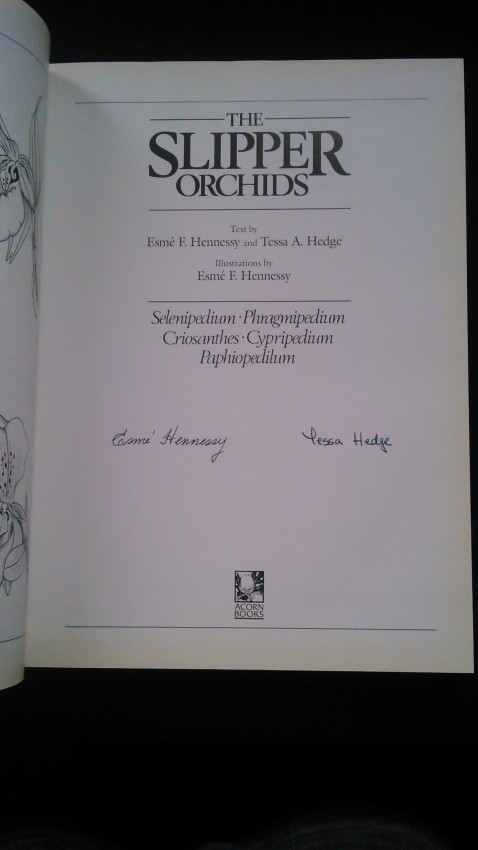 THE
SLIPPER
ORCHIDS
Text by
Esmé F. Hennessy and Tessa A. Hedge
Illustrations by
Esmé F. Hennessy
Selenipedium · Phragmipedium
Criosanthes · Cypripedium
Paphiopedilum
Esmé Hennessy Tessa Hedge
ACORN
BOOKS